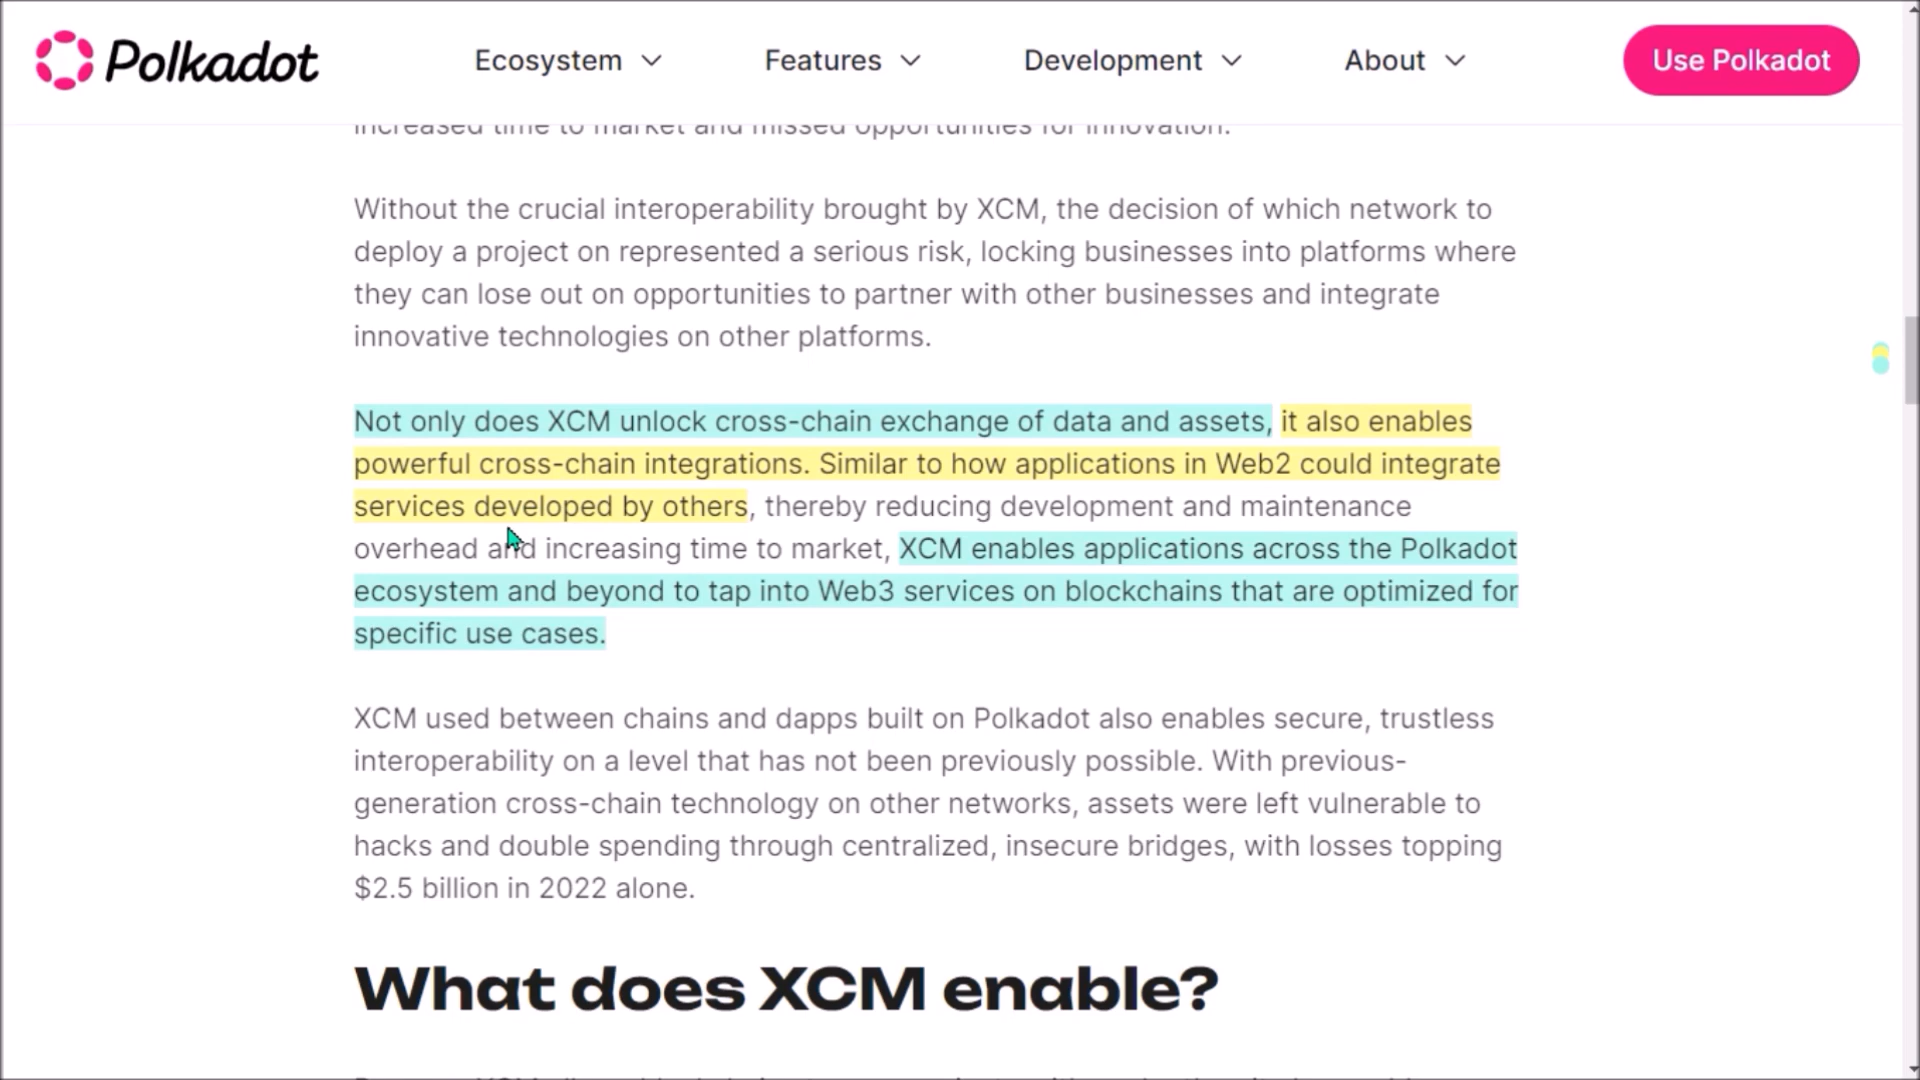 Polkadot
Ecosystem
Features
Development
About
Use Polkadot
increased time to market and missed opportunities for innovation.
Without the crucial interoperability brought by XCM, the decision of which network to
deploy a project on represented a serious risk, locking businesses into platforms where
they can lose out on opportunities to partner with other businesses and integrate
innovative technologies on other platforms.
Not only does XCM unlock cross-chain exchange of data and assets, it also enables
powerful cross-chain integrations. Similar to how applications in Web2 could integrate
services developed by others, thereby reducing development and maintenance
overhead and increasing time to market, XCM enables applications across the Polkadot
ecosystem and beyond to tap into Web3 services on blockchains that are optimized for
specific use cases.
XCM used between chains and dapps built on Polkadot also enables secure, trustless
interoperability on a level that has not been previously possible. With previous-
generation cross-chain technology on other networks, assets were left vulnerable to
hacks and double spending through centralized, insecure bridges, with losses topping
$2.5 billion in 2022 alone.
What does XCM enable?